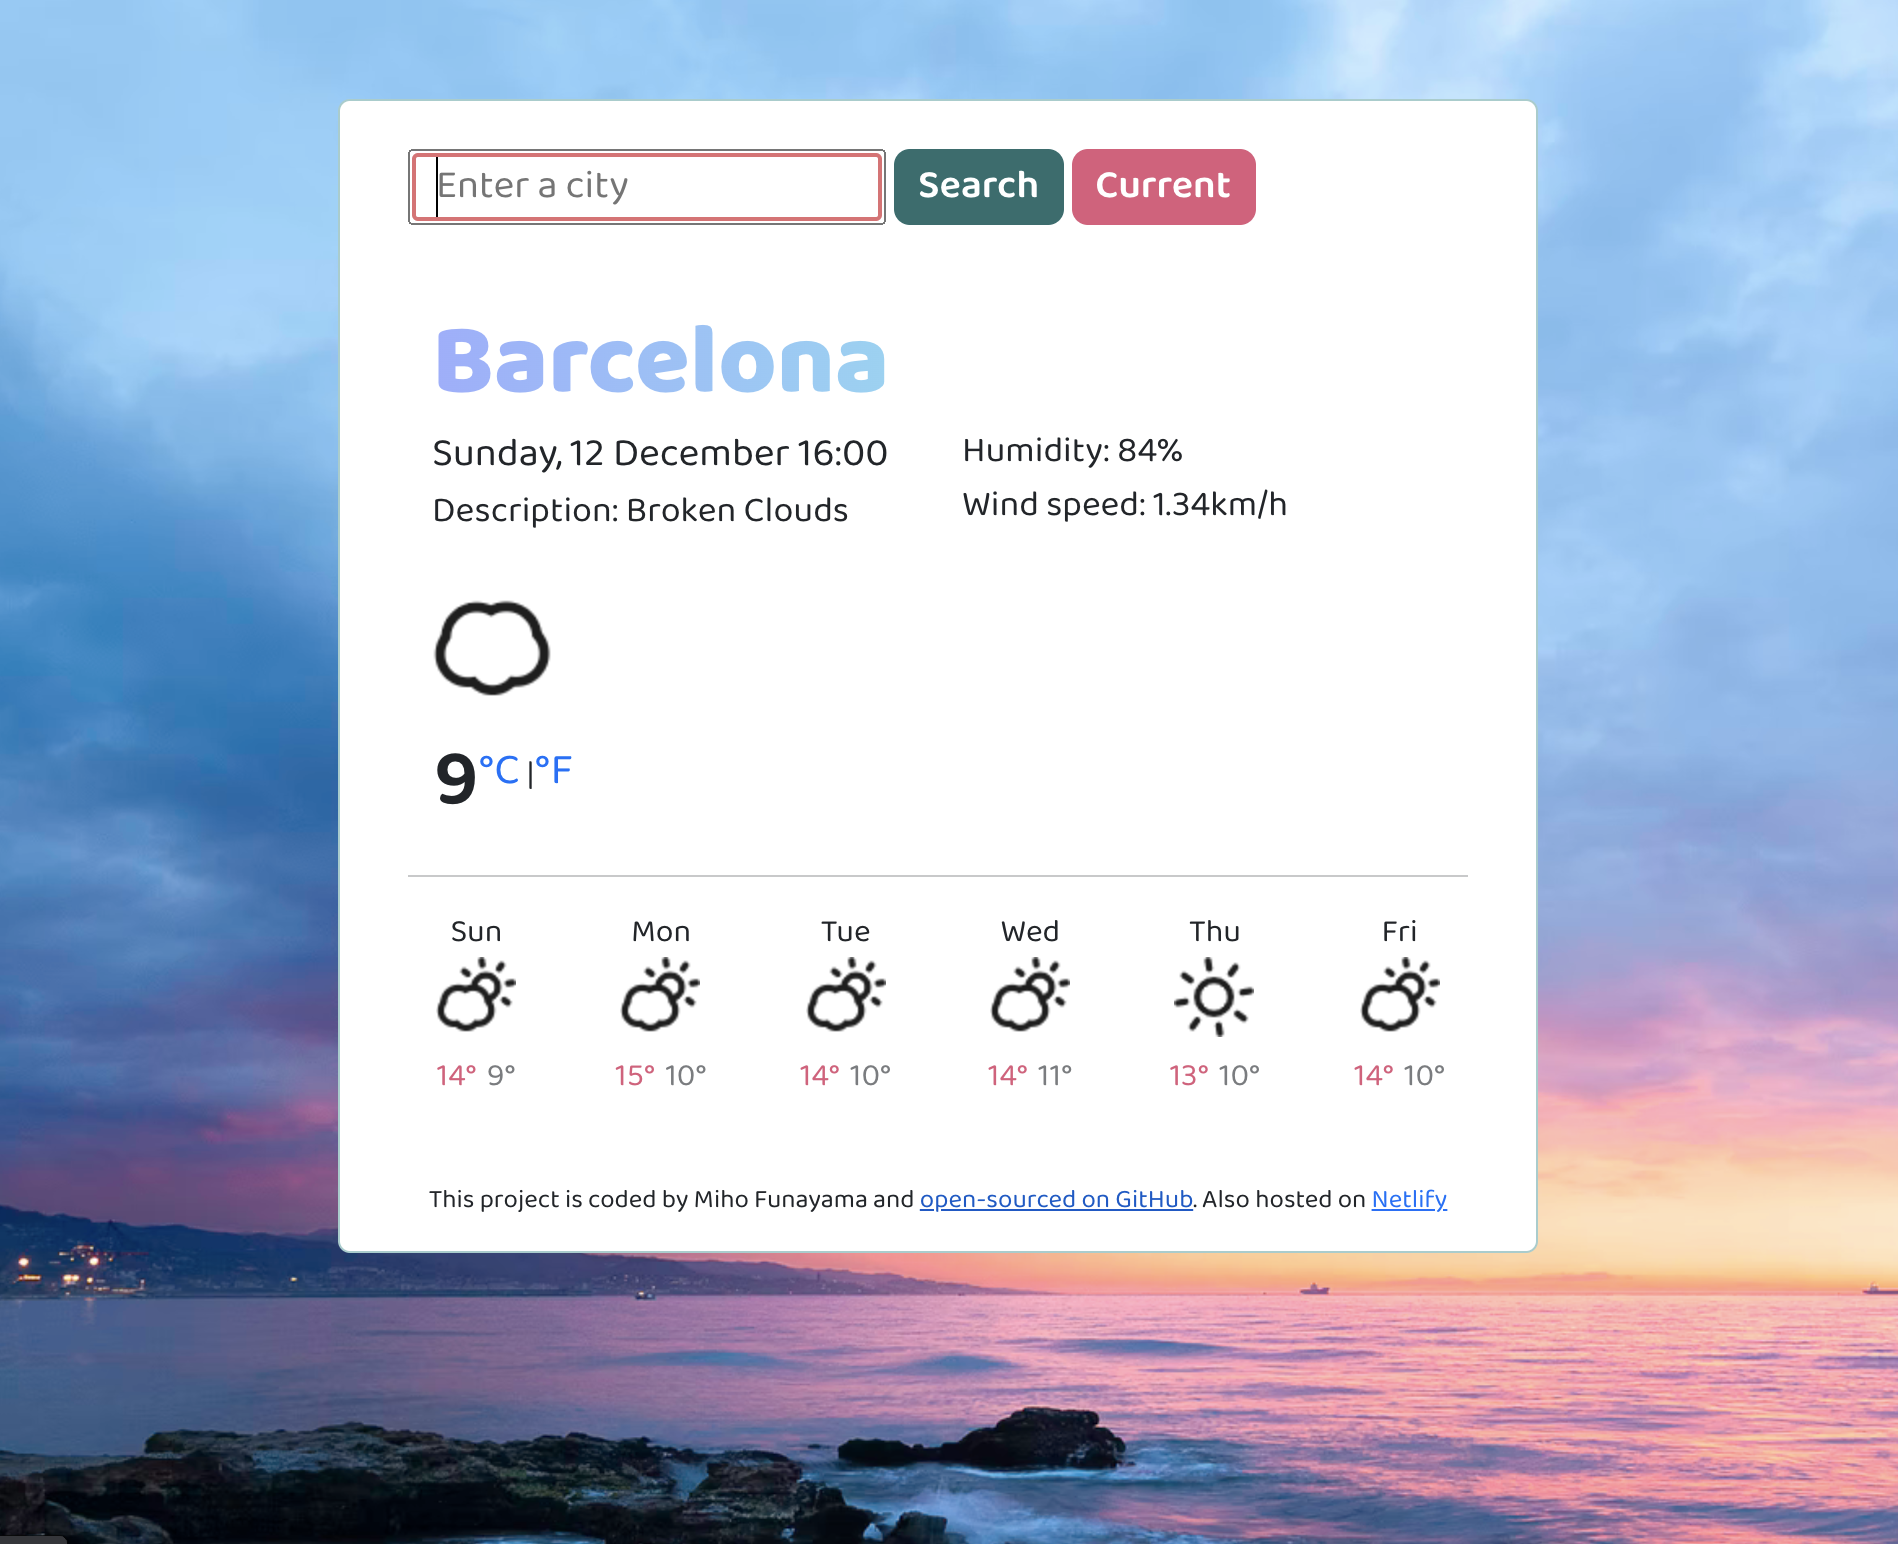 Enter a city
Search
Current
Barcelona
Sunday, 12 December 16:00
Description: Broken Clouds
Humidity: 84%
Wind speed: 1.34km/h
9°C |°F
Sun Mon Tue Wed Thu Fri
14° 9° 15° 10° 14° 10° 14° 11° 13° 10° 14° 10°
This project is coded by Miho Funayama and open-sourced on GitHub. Also hosted on Netlify